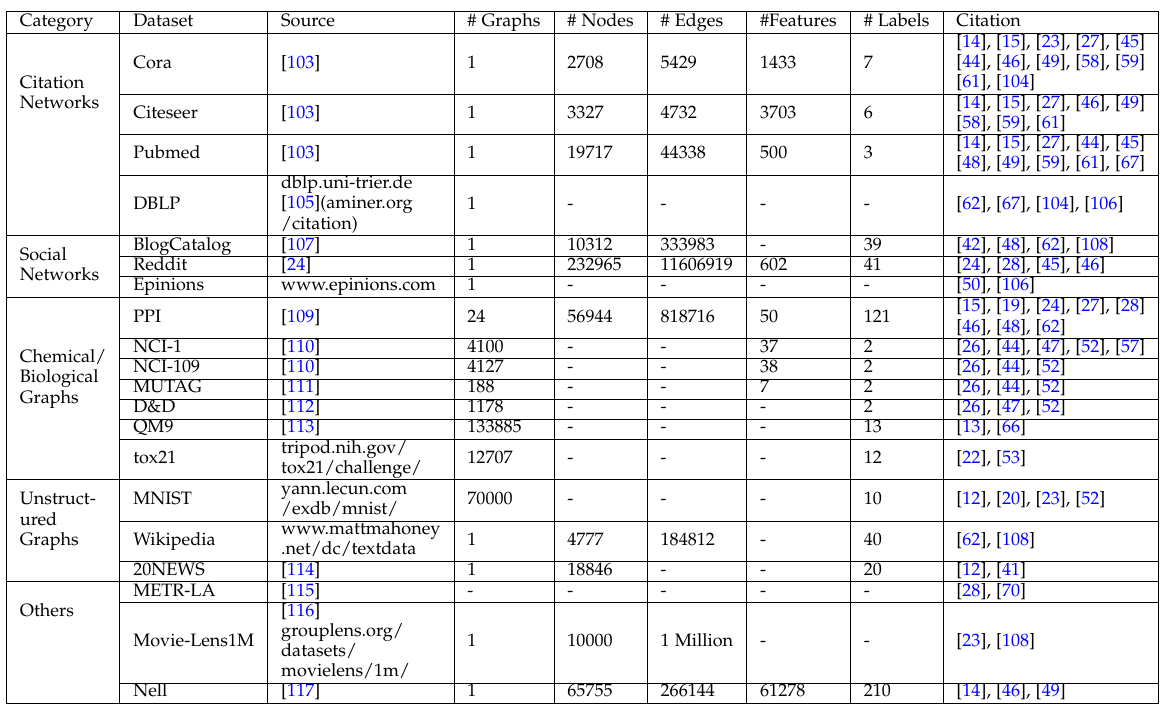 Category Dataset Source # Graphs # Nodes # Edges #Features # Labels Citation
Citation
Networks
Cora [103] 1 2708 5429 1433 7
[14], [15], [23], [27], [45]
[44], [46], [49], [58], [59]
[61], [104]
Citeseer [103] 1 3327 4732 3703 6
[14], [15], [27], [46], [49]
[58], [59], [61]
Pubmed [103] 1 19717 44338 500 3
[14], [15], [27], [44], [45]
[48], [49], [59], [61], [67]
DBLP
dblp.uni-trier.de
[105](aminer.org
/citation)
1 - - - - [62], [67], [104], [106]
Social
Networks
BlogCatalog [107] 1 10312 333983 - 39 [42], [48], [62], [108]
Reddit [24] 1 232965 11606919 602 41 [24], [28], [45], [46]
Epinions www.epinions.com 1 - - - - [50], [106]
Chemical/
Biological
Graphs
PPI [109] 24 56944 818716 50 121
[15], [19], [24], [27], [28]
[46], [48], [62]
NCI-1 [110] 4100 - - 37 2 [26], [44], [47], [52], [57]
NCI-109 [110] 4127 - - 38 2 [26], [44], [52]
MUTAG [111] 188 - - 7 2 [26], [44], [52]
D&D [112] 1178 - - - 2 [26], [47], [52]
QM9 [113] 133885 - - - 13 [13], [66]
tox21
tripod.nih.gov/
tox21/challenge/
12707 - - - 12 [22], [53]
Unstruct-
ured
Graphs
MNIST
yann.lecun.com
/exdb/mnist/
70000 - - - 10 [12], [20], [23], [52]
Wikipedia
www.mattmahoney
.net/dc/textdata
1 4777 184812 - 40 [62], [108]
20NEWS [114] 1 18846 - - 20 [12], [41]
Others
METR-LA [115] - - - - - [28], [70]
Movie-Lens1M
[116]
grouplens.org/
datasets/
movielens/1m/
1 10000 1 Million - - [23], [108]
Nell [117] 1 65755 266144 61278 210 [14], [46], [49]